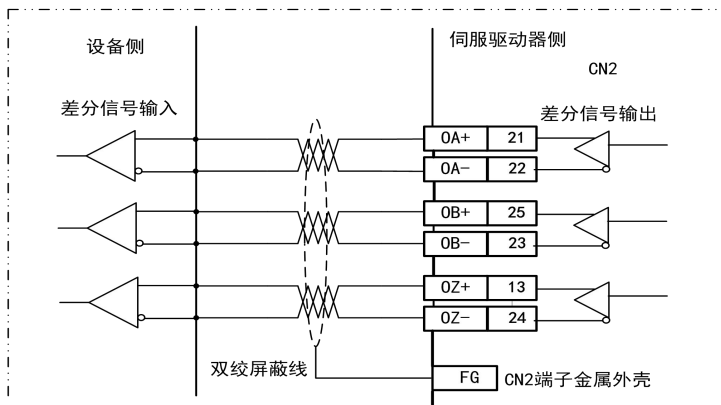 设备侧
伺服驱动器侧
CN2
差分信号输入
差分信号输出
OA+ 21
OA- 22
OB+ 25
OB- 23
OZ+ 13
OZ- 24
双绞屏蔽线
FG
CN2端子金属外壳